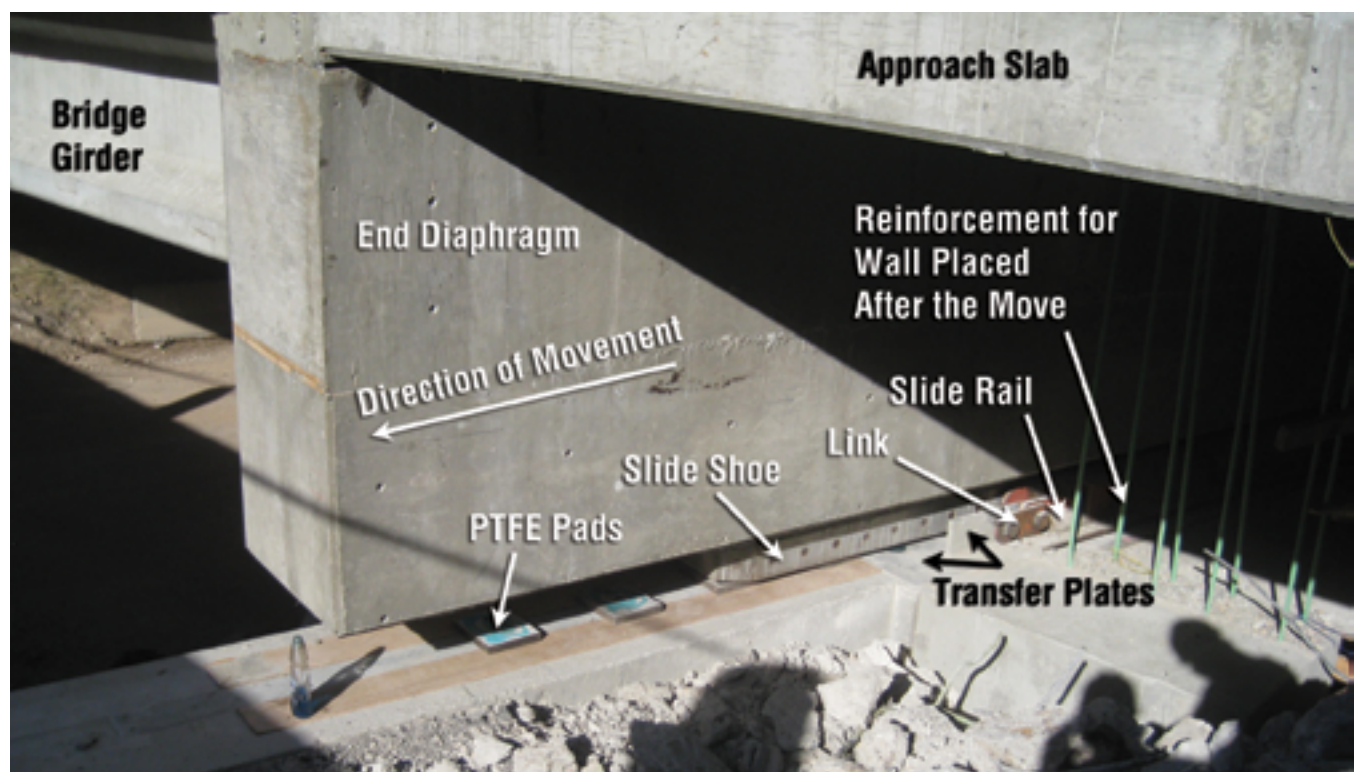 Approach Slab
Bridge
Girder
End Diaphragm
Reinforcement for
Wall Placed
After the Move
Direction of Movement
Slide Rail
Link
Slide Shoe
PTFE Pads
Transfer Plates